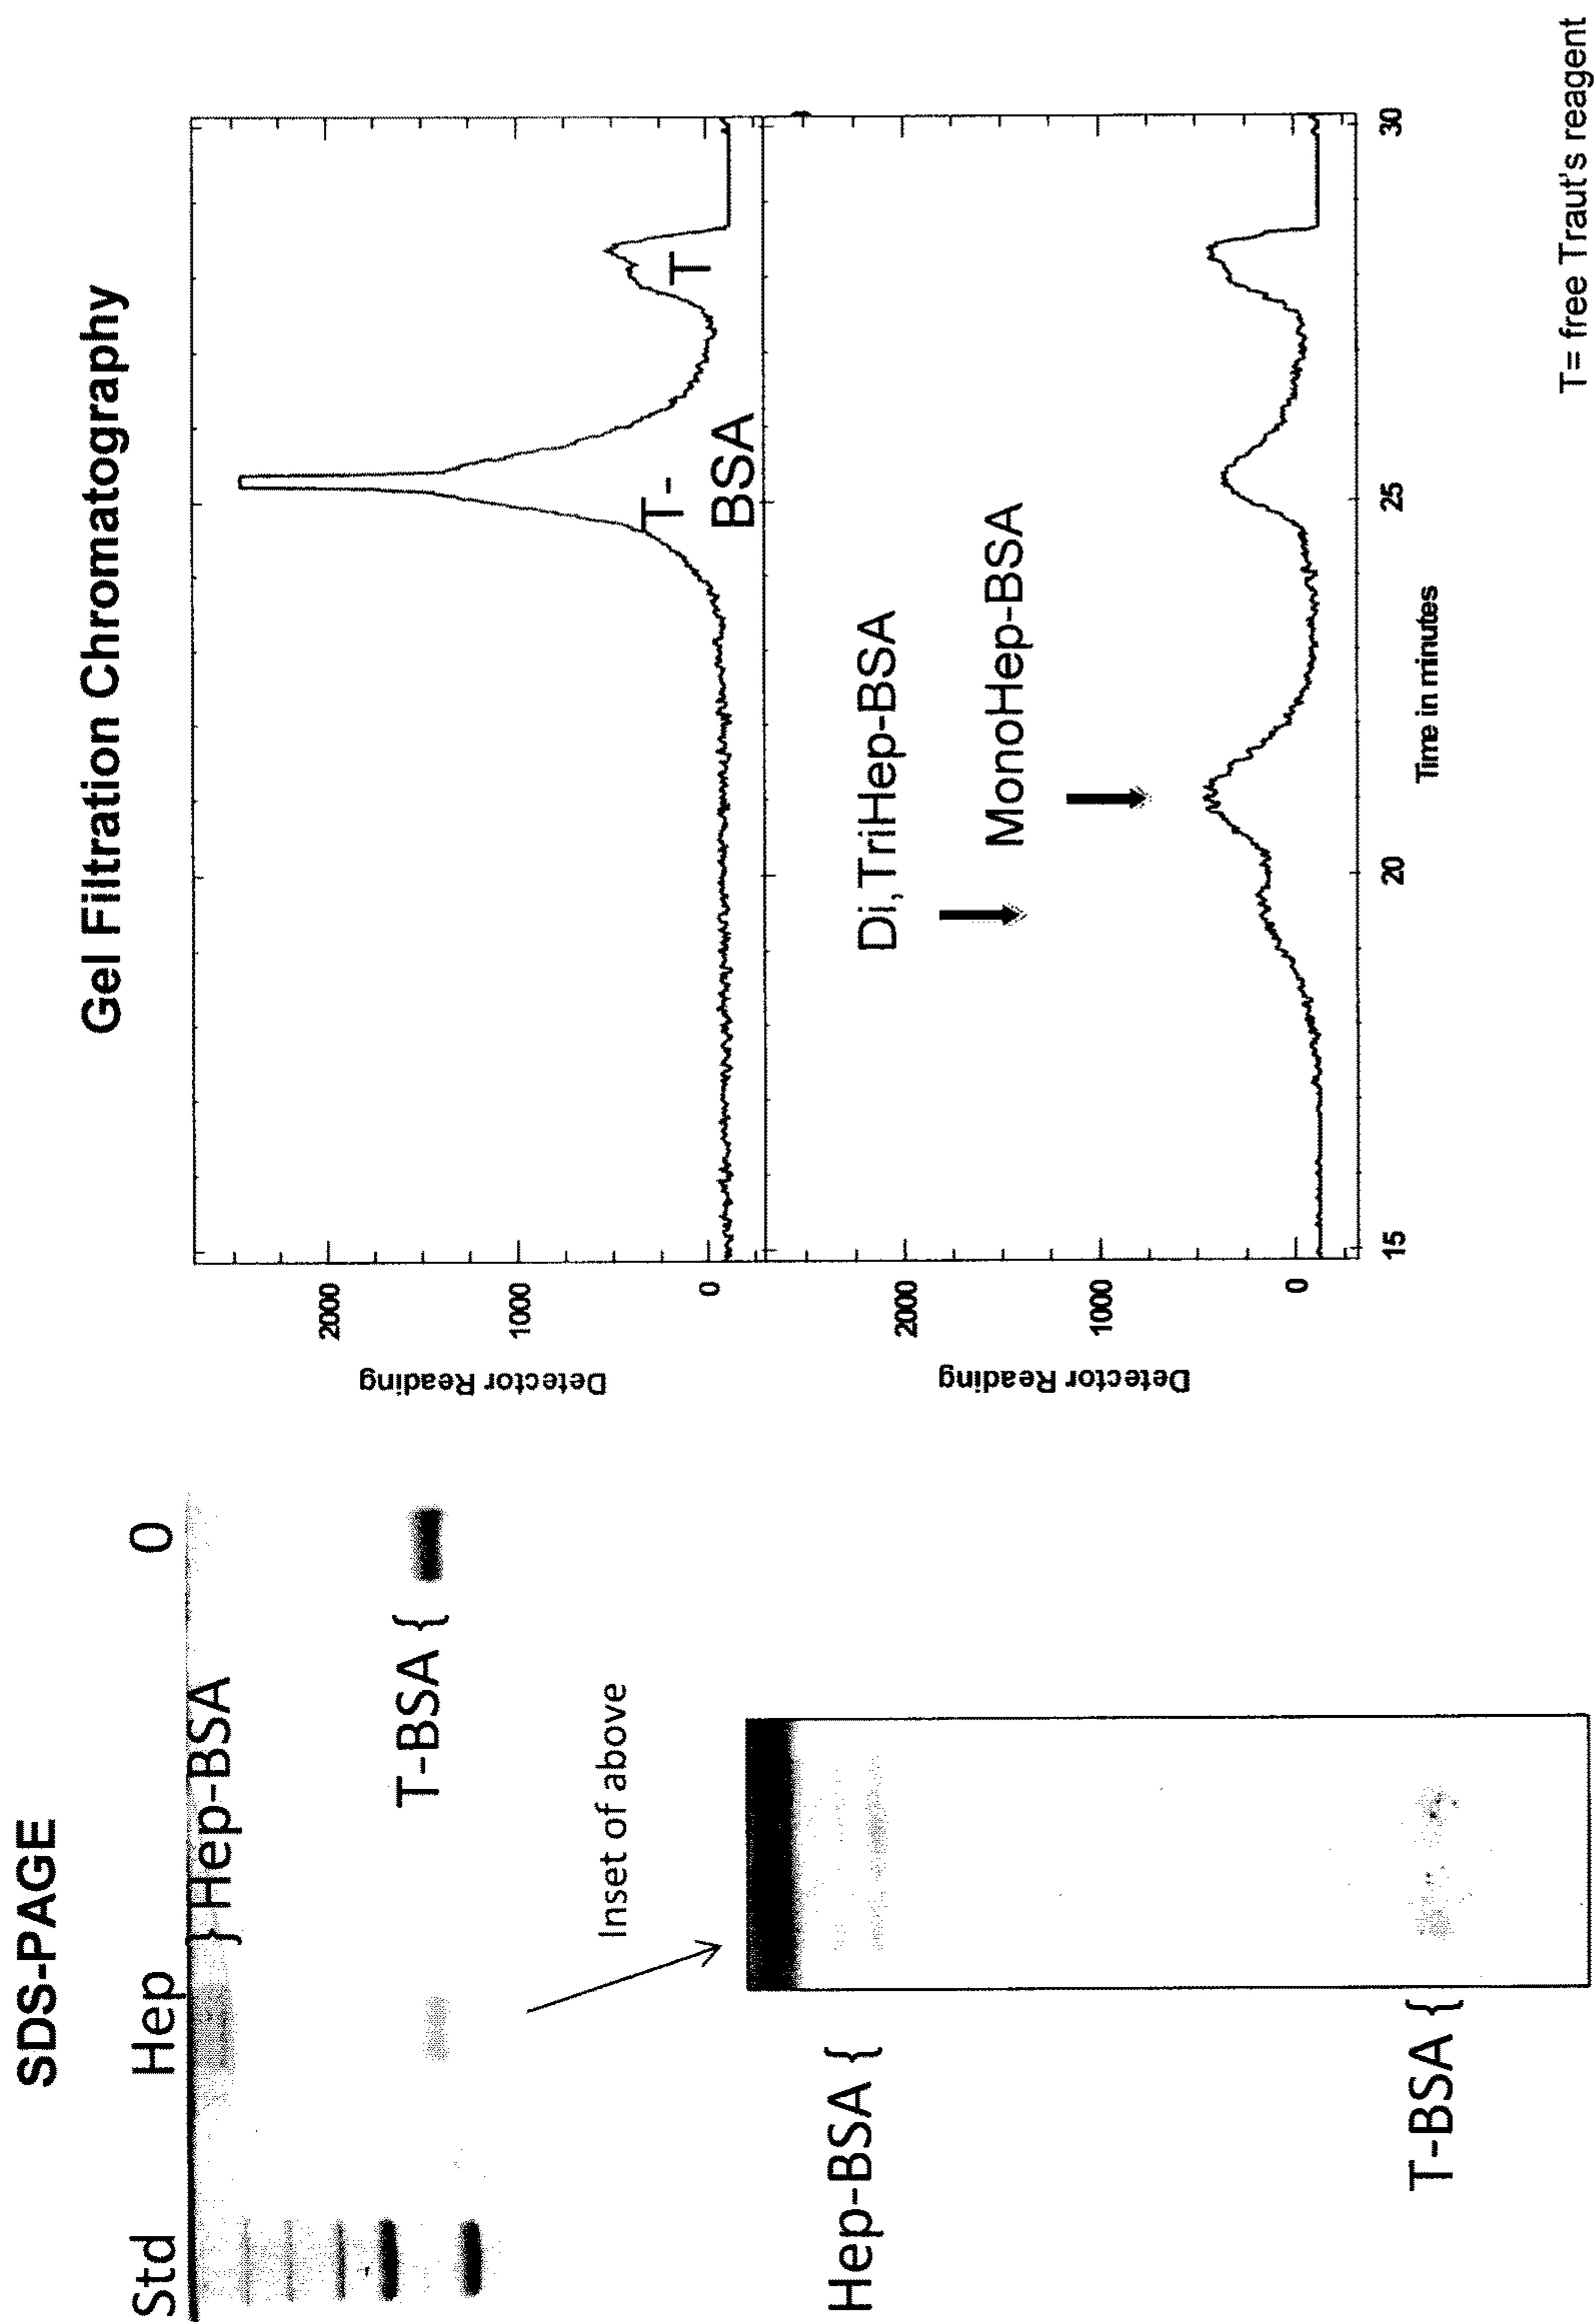 SDS-PAGE
Std
Hep
0
} Hep-BSA
T-BSA {
Inset of above
Hep-BSA {
T-BSA {
Gel Filtration Chromatography
Detector Reading
2000
1000
0
T-
BSA
T
Detector Reading
2000
1000
0
Di,TriHep-BSA
MonoHep-BSA
15
20
25
30
Time in minutes
T= free Traut's reagent